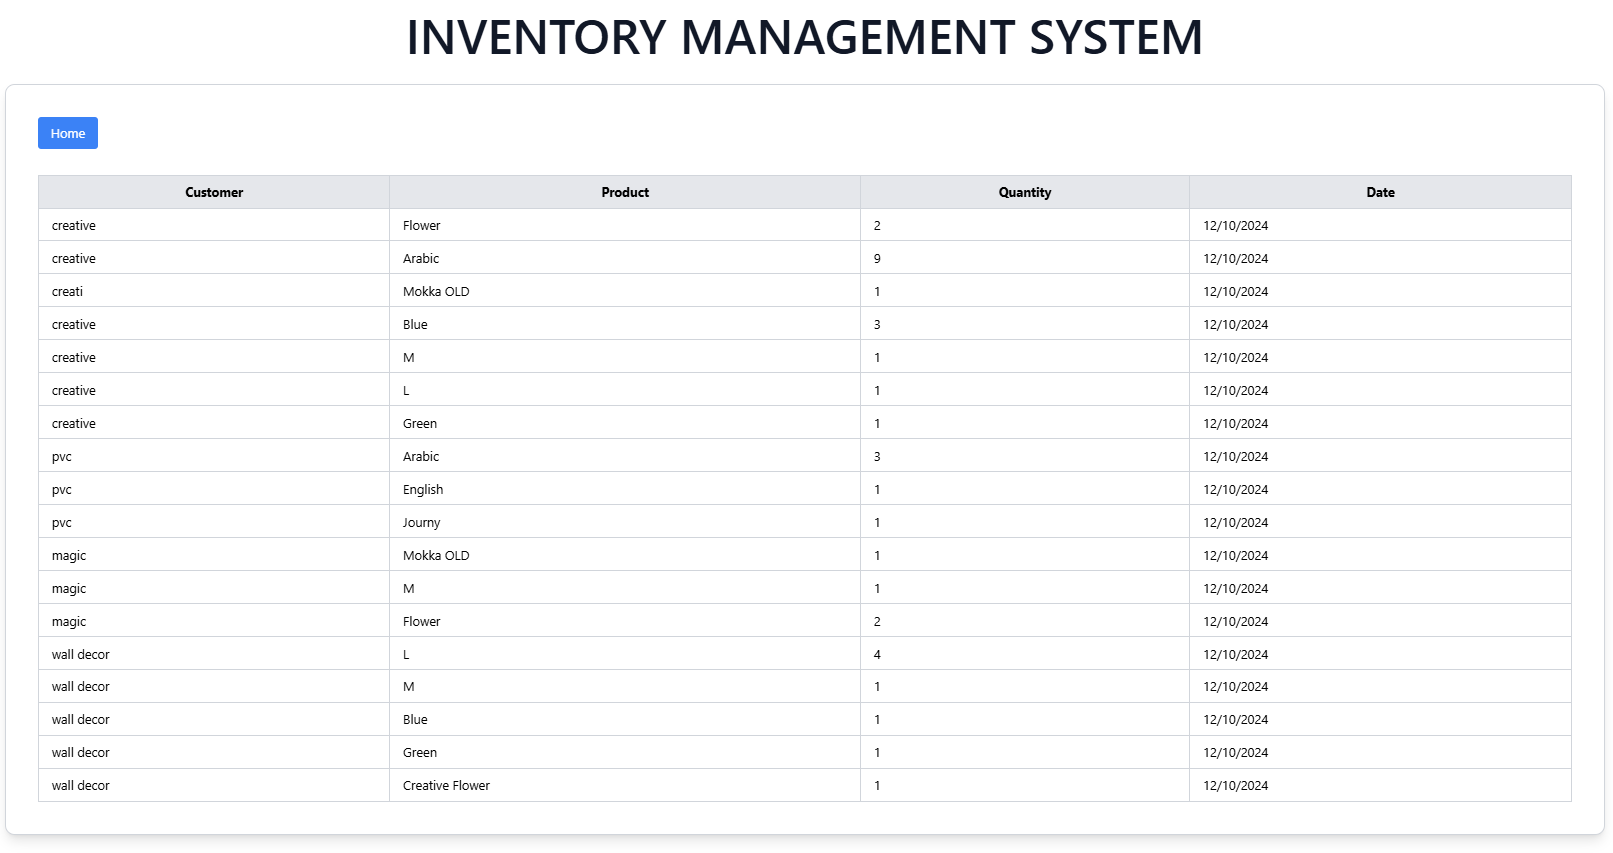 INVENTORY MANAGEMENT SYSTEM
Home
Customer Product Quantity Date
creative Flower 2 12/10/2024
creative Arabic 9 12/10/2024
creati Mokka OLD 1 12/10/2024
creative Blue 3 12/10/2024
creative M 1 12/10/2024
creative L 1 12/10/2024
creative Green 1 12/10/2024
pvc Arabic 3 12/10/2024
pvc English 1 12/10/2024
pvc Journy 1 12/10/2024
magic Mokka OLD 1 12/10/2024
magic M 1 12/10/2024
magic Flower 2 12/10/2024
wall decor L 4 12/10/2024
wall decor M 1 12/10/2024
wall decor Blue 1 12/10/2024
wall decor Green 1 12/10/2024
wall decor Creative Flower 1 12/10/2024